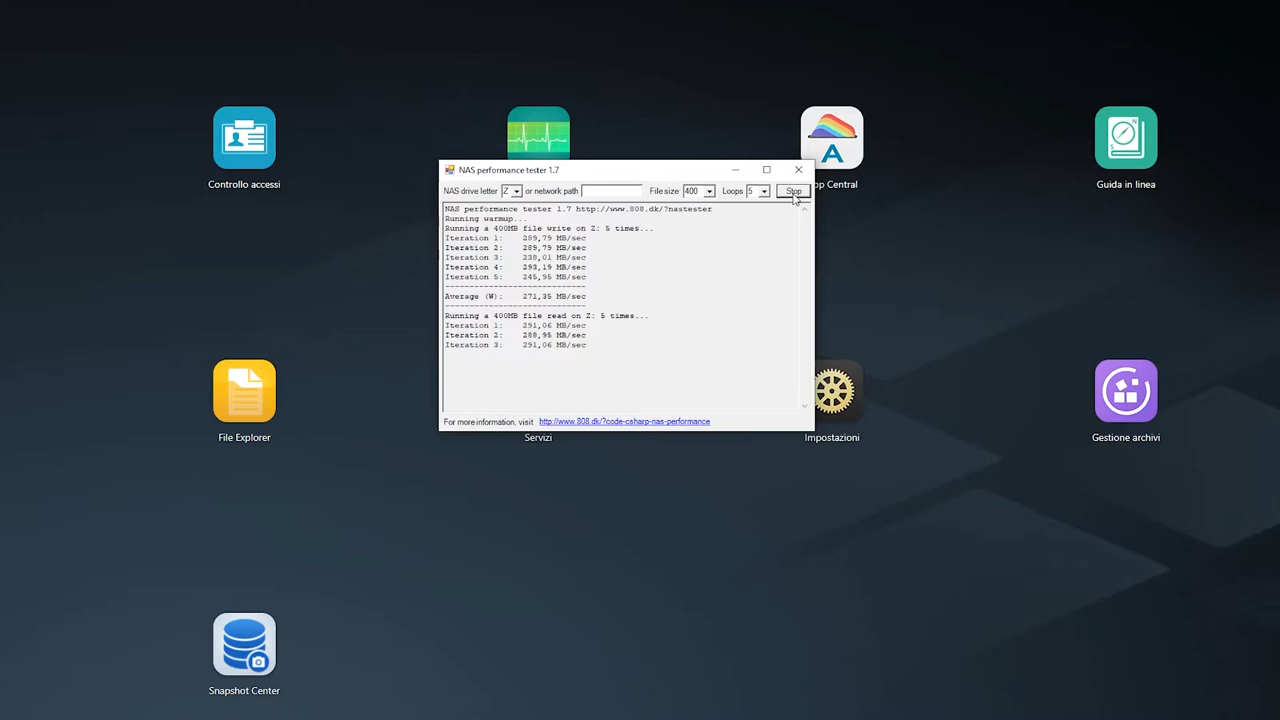 Controllo accessi
pp Central
Guida in linea
NAS performance tester 1.7
NAS drive letter Z or network path File size 400 Loops 5 Stop
NAS performance tester 1.7 http://www.808.dk/?nastester
Running warmup...
Running a 400MB file write on Z: 5 times...
Iteration 1: 289,79 MB/sec
Iteration 2: 289,79 MB/sec
Iteration 3: 238,01 MB/sec
Iteration 4: 293,19 MB/sec
Iteration 5: 245,95 MB/sec
------------------------------
Average (W): 271,35 MB/sec
------------------------------
Running a 400MB file read on Z: 5 times...
Iteration 1: 291,06 MB/sec
Iteration 2: 288,95 MB/sec
Iteration 3: 291,06 MB/sec
For more information, visit http://www.808.dk/?code-csharp-nas-performance
File Explorer
Servizi
Impostazioni
Gestione archivi
Snapshot Center